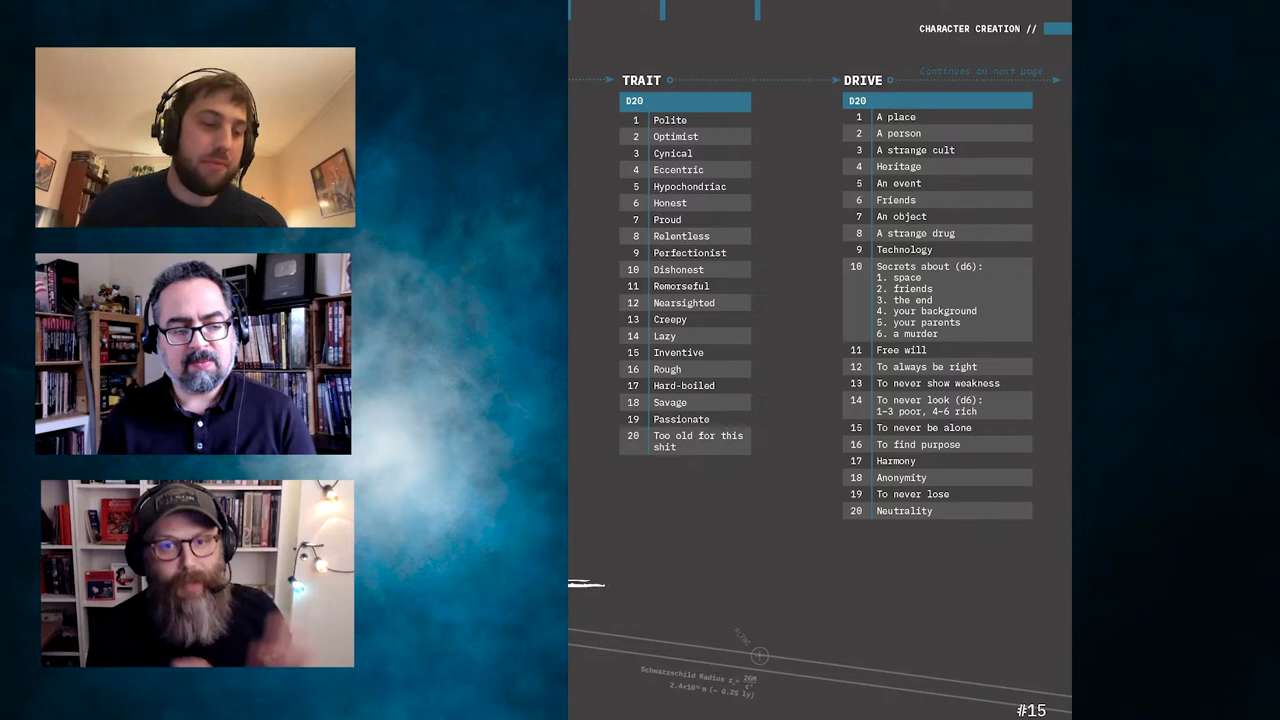 CHARACTER CREATION //
Continues on next page
TRAIT
D20
1 Polite
2 Optimist
3 Cynical
4 Eccentric
5 Hypochondriac
6 Honest
7 Proud
8 Relentless
9 Perfectionist
10 Dishonest
11 Remorseful
12 Nearsighted
13 Creepy
14 Lazy
15 Inventive
16 Rough
17 Hard-boiled
18 Savage
19 Passionate
20 Too old for this
shit
DRIVE
D20
1 A place
2 A person
3 A strange cult
4 Heritage
5 An event
6 Friends
7 An object
8 A strange drug
9 Technology
10 Secrets about (d6):
1. space
2. friends
3. the end
4. your background
5. your parents
6. a murder
11 Free will
12 To always be right
13 To never show weakness
14 To never look (d6):
1–3 poor, 4–6 rich
15 To never be alone
16 To find purpose
17 Harmony
18 Anonymity
19 To never lose
20 Neutrality
Schwarzschild Radios
#15